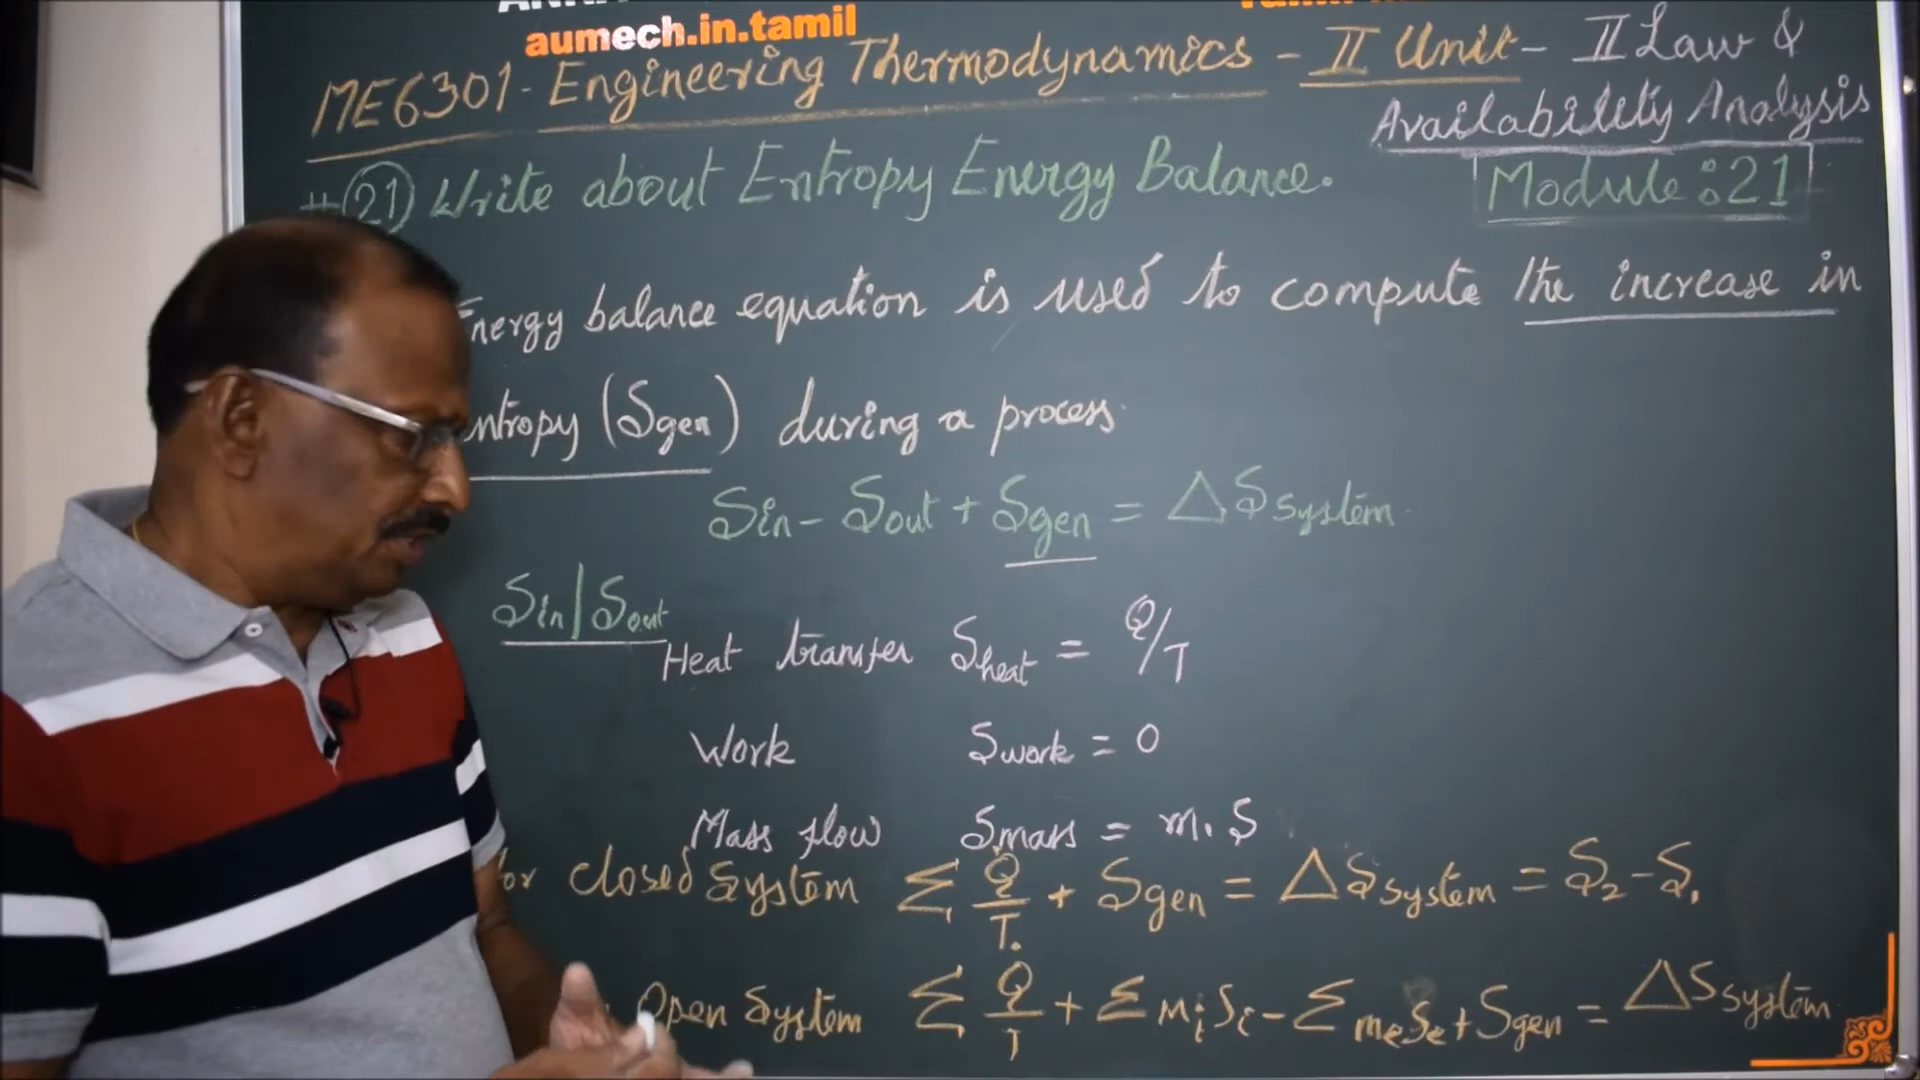 aumech.in.tamil
ME6301 - Engineering Thermodynamics - II Unit - II Law &
Availability Analysis
# 21 Write about Entropy Energy Balance.
Module : 21
Energy balance equation is used to compute the increase in
entropy (Sgen) during a process.
Sin - Sout + Sgen = ΔSsystem
Sin | Sout
Heat transfer Sheat = Q/T
Work Swork = 0
Mass flow Smass = m. S
for closed System Σ Q/T. + Sgen = ΔSsystem = S2 - S1
Open System Σ Q/T + Σ miSi - Σ meSe + Sgen = ΔSsystem